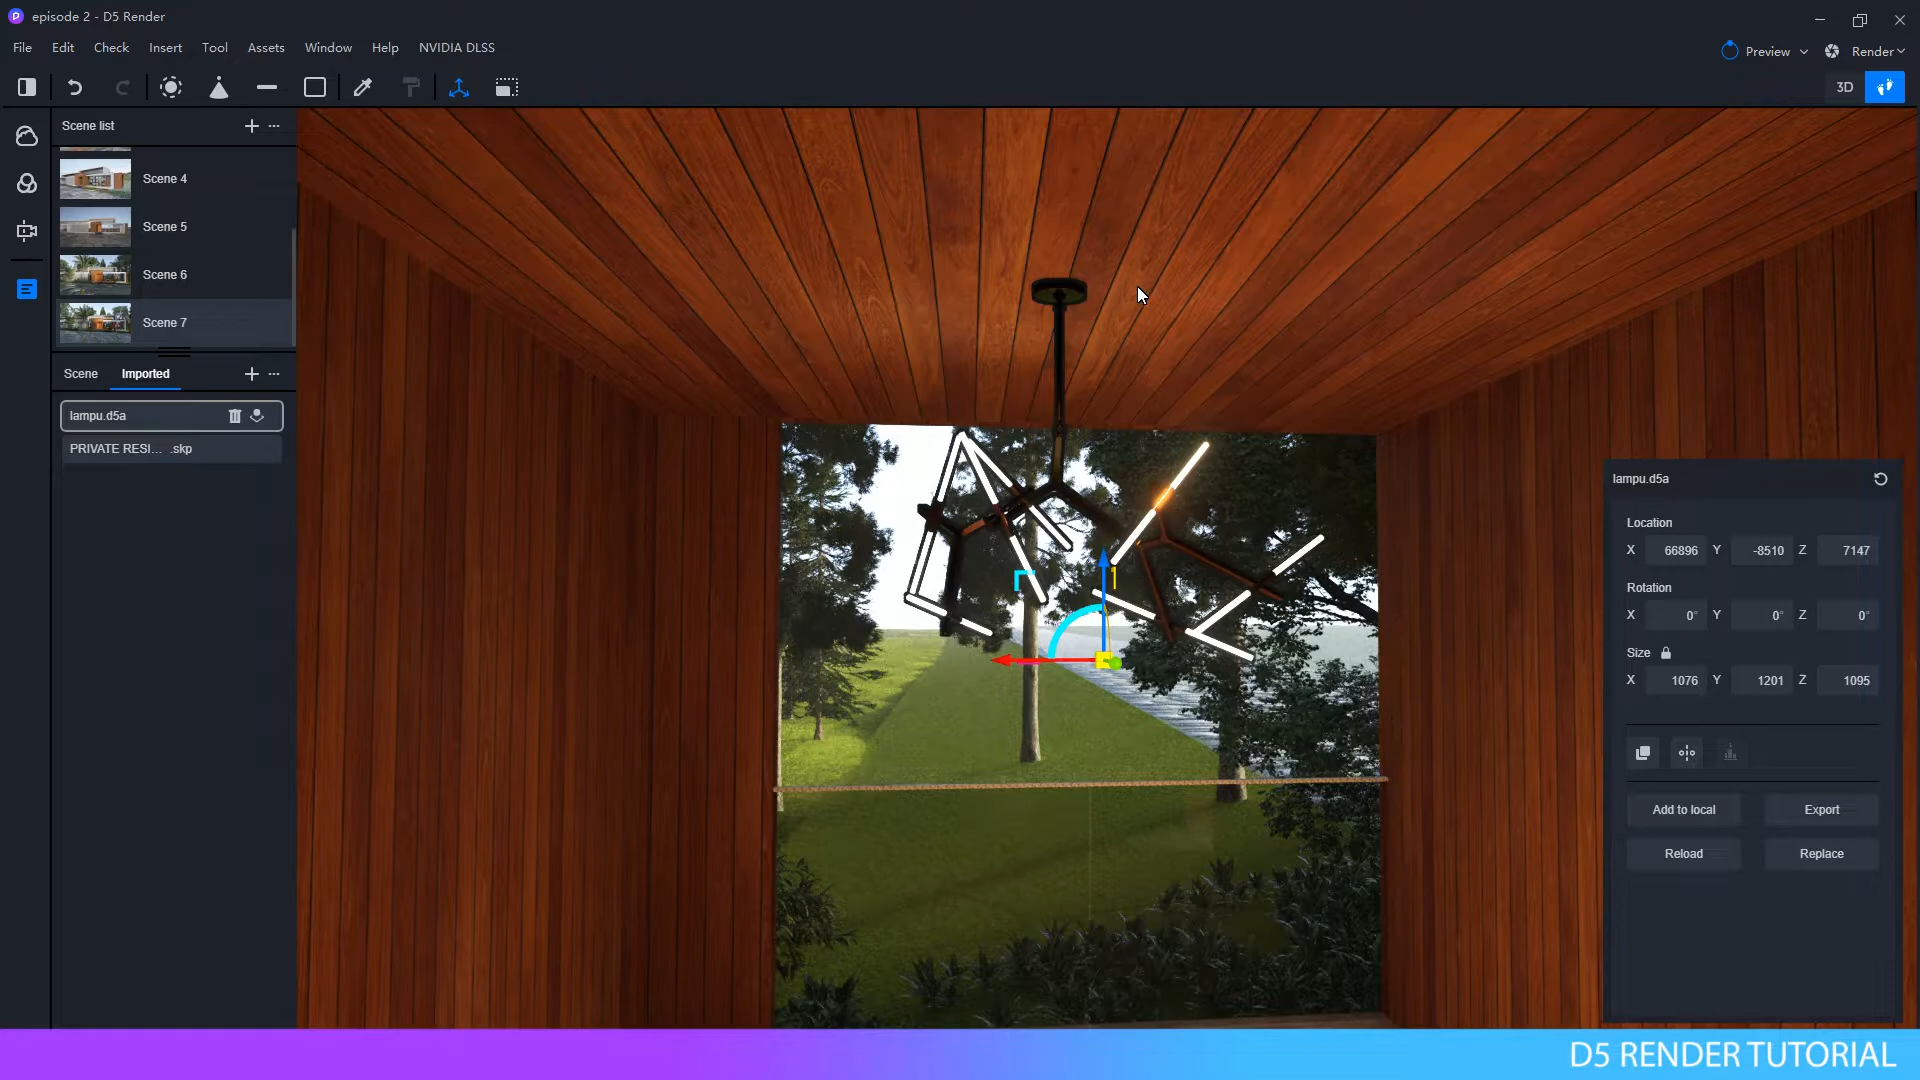 episode 2 - D5 Render
File Edit Check Insert Tool Assets Window Help NVIDIA DLSS
Preview Render
3D
Scene list
Scene 4
Scene 5
Scene 6
Scene 7
Scene Imported
lampu.d5a
PRIVATE RESI... .skp
lampu.d5a
Location
X 66896 Y -8510 Z 7147
Rotation
X 0° Y 0° Z 0°
Size
X 1076 Y 1201 Z 1095
Add to local Export
Reload Replace
D5 RENDER TUTORIAL